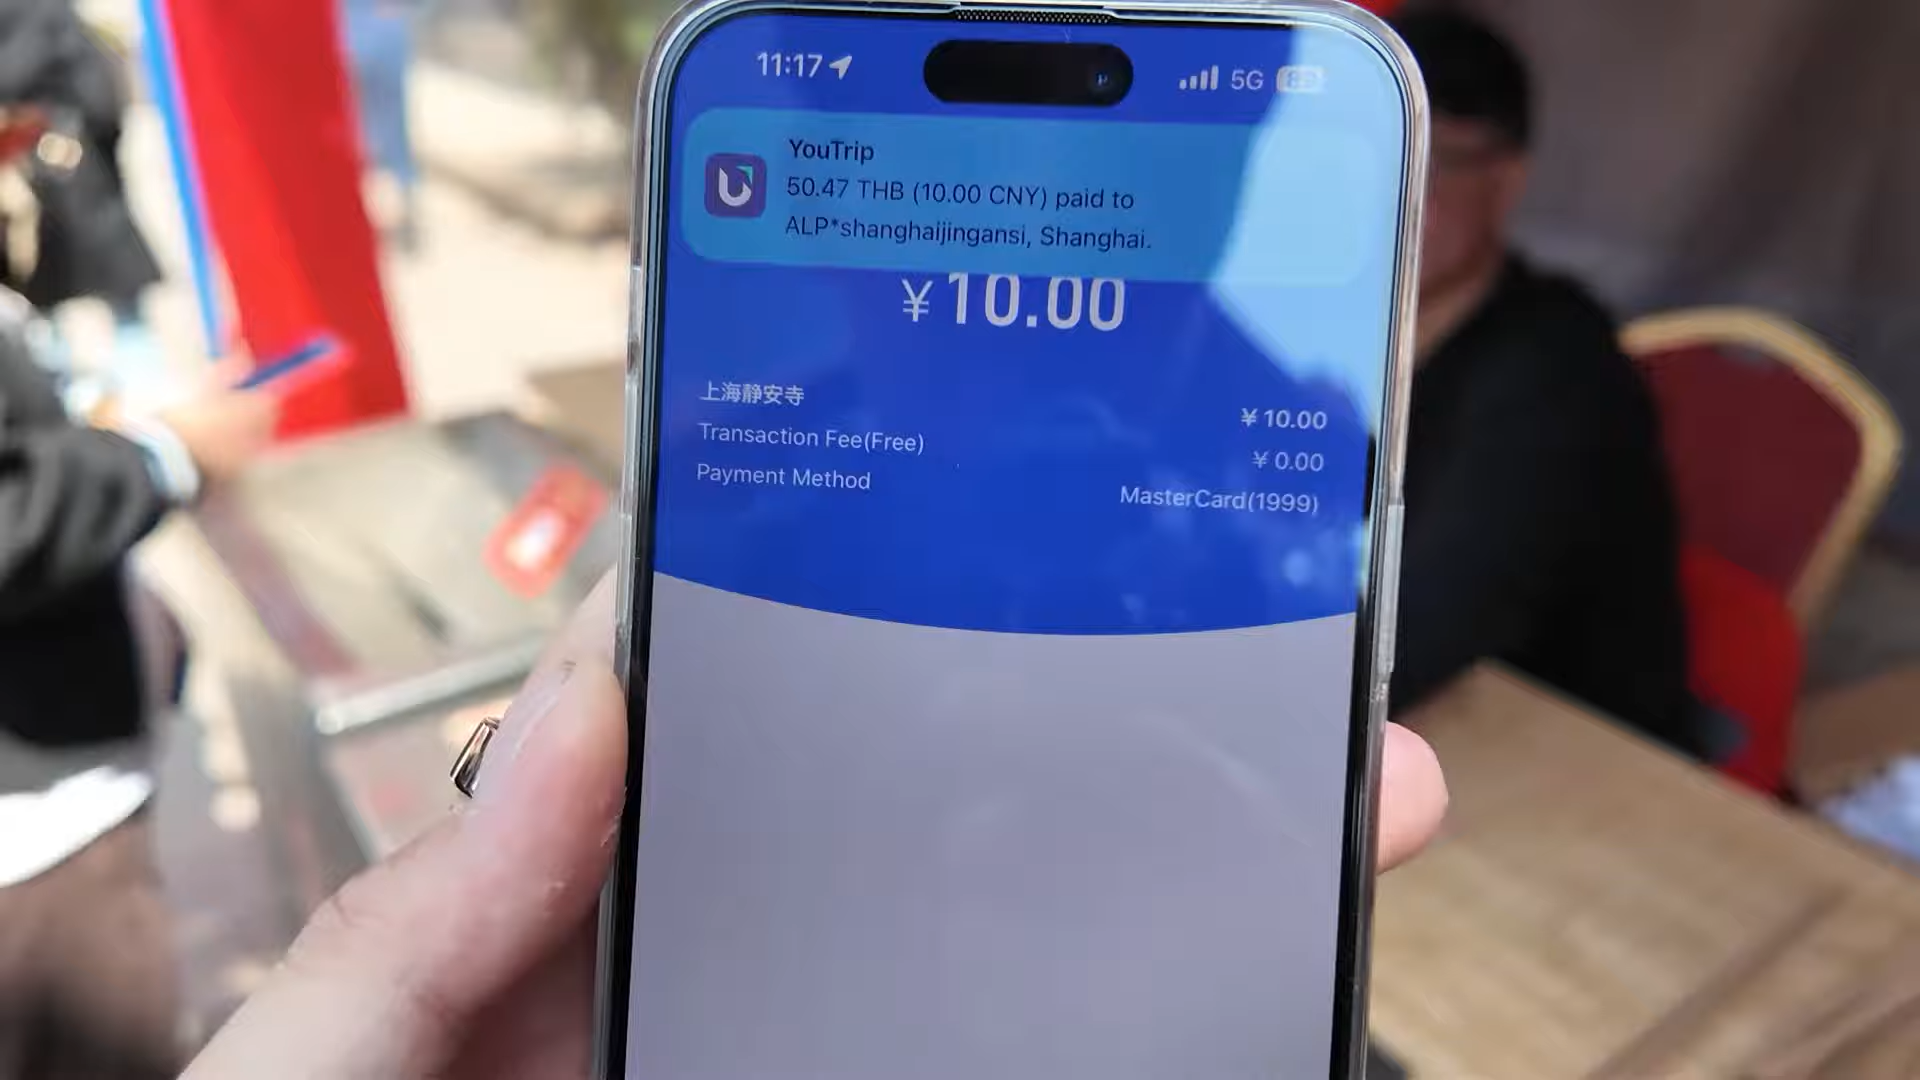 11:17
5G
YouTrip
50.47 THB (10.00 CNY) paid to
ALP*shanghaijingansi, Shanghai.
¥10.00
上海静安寺
¥10.00
Transaction Fee(Free)
¥0.00
Payment Method
MasterCard(1999)